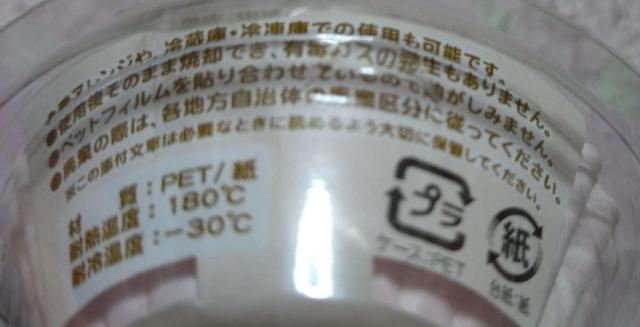 レンジや、冷蔵庫・冷凍庫での使用も可能です。
●使用後そのまま焼却でき、有毒ガスの発生もありません。
●ペットフィルムを貼り合わせているので油がしみません。
●廃棄の際は、各地方自治体の廃棄区分に従ってください。
※この添付文章は必要なときに読めるよう大切に保管してください。
材　質：PET/紙
耐熱温度：180℃
耐冷温度：－30℃
プラ
ケース:PET
紙
台紙:紙